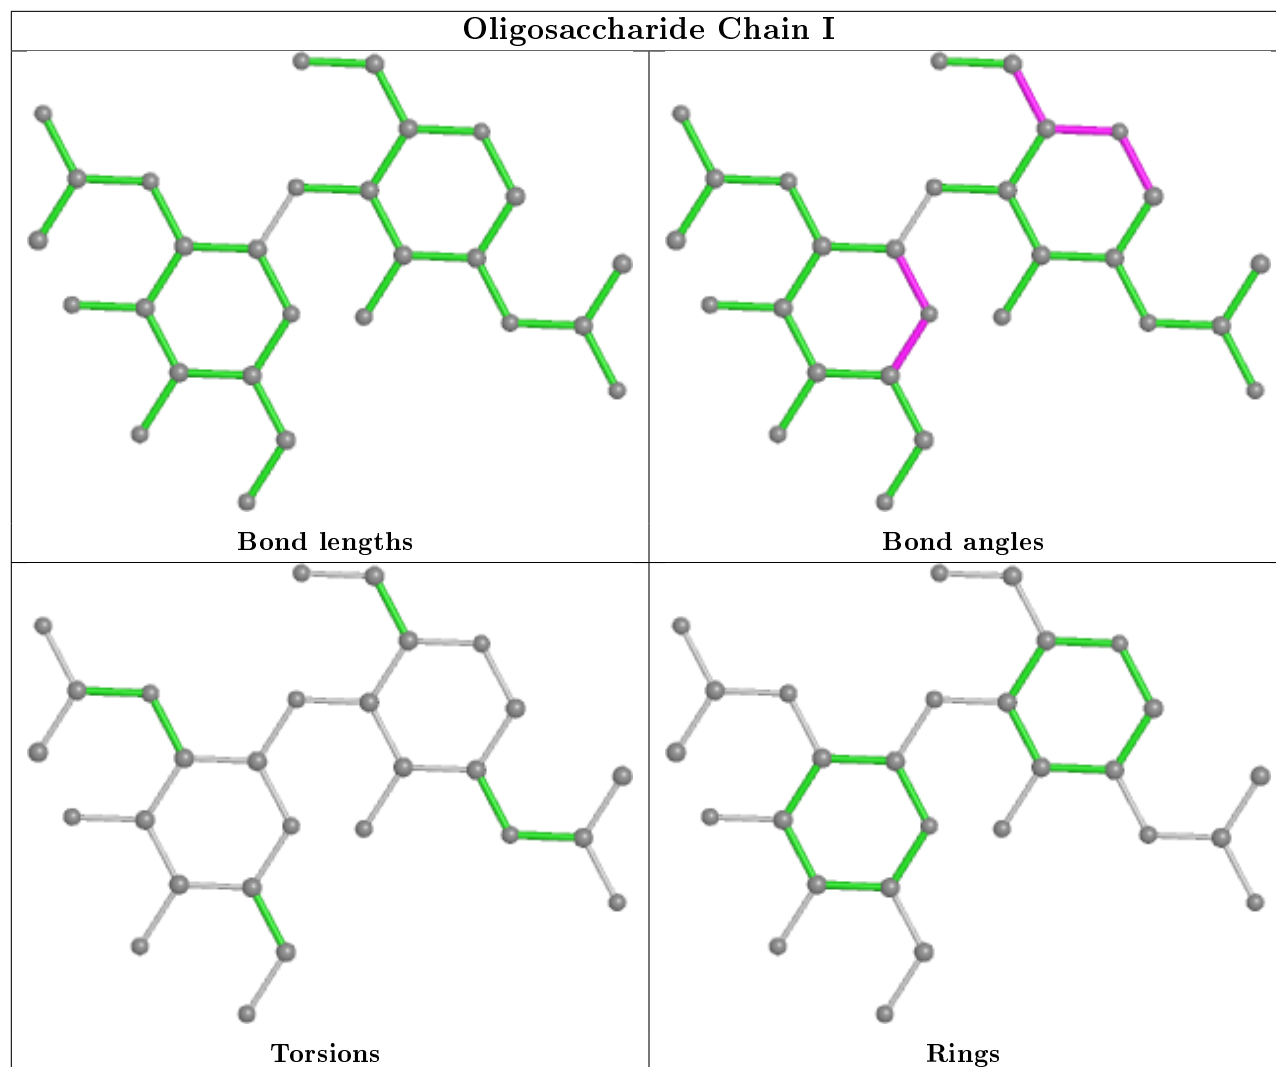 Oligosaccharide Chain I
Bond lengths
Bond angles
Torsions
Rings